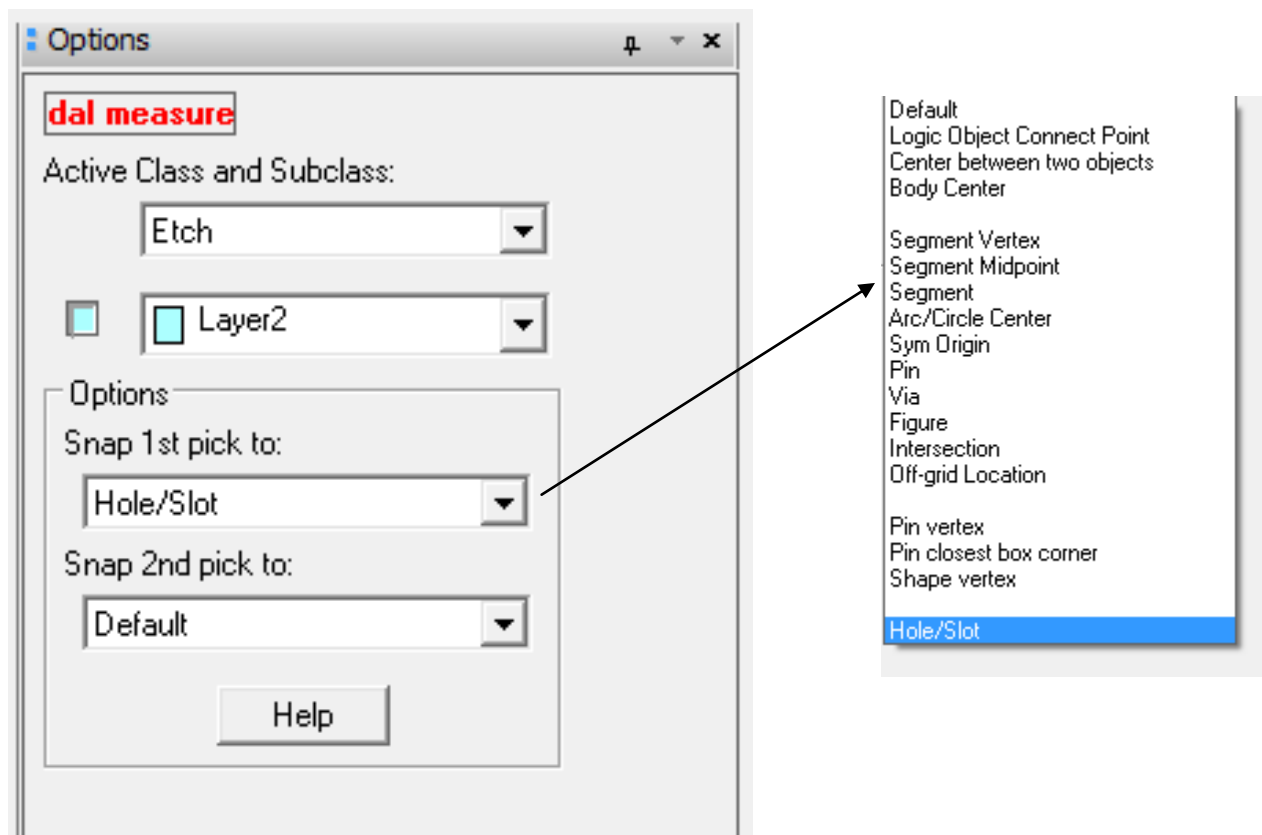 Options
dal measure
Active Class and Subclass:
Etch
Layer2
Options
Snap 1st pick to:
Hole/Slot
Snap 2nd pick to:
Default
Help
Default
Logic Object Connect Point
Center between two objects
Body Center
Segment Vertex
Segment Midpoint
Segment
Arc/Circle Center
Sym Origin
Pin
Via
Figure
Intersection
Off-grid Location
Pin vertex
Pin closest box corner
Shape vertex
Hole/Slot